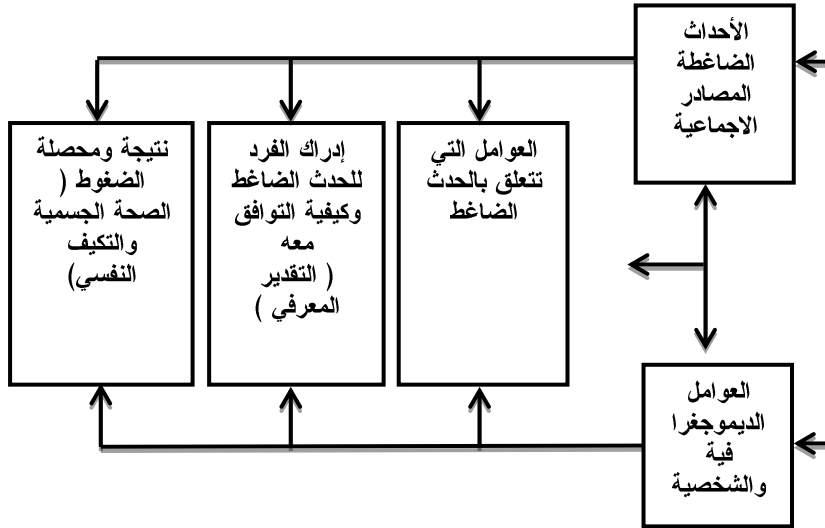 الأحداث
الضاغطة
المصادر
الاجماعية
العوامل التي
تتعلق بالحدث
الضاغط
إدراك الفرد
للحدث الضاغط
وكيفية التوافق
معه
( التقدير
المعرفي )
نتيجة ومحصلة
الضغوط (
الصحة الجسمية
والتكيف
النفسي)
العوامل
الديموجغرا
فية
والشخصية